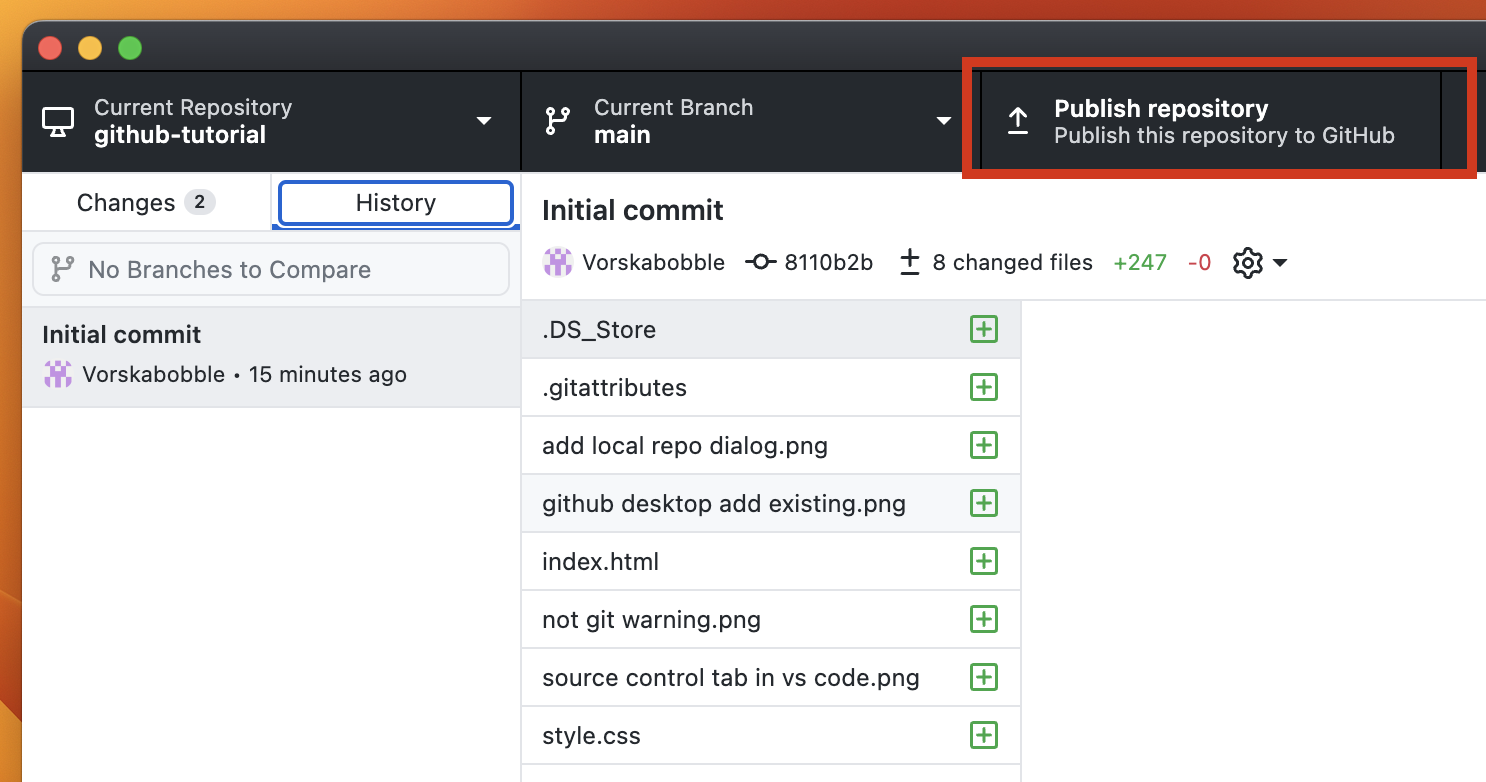 Current Repository
github-tutorial
Current Branch
main
Publish repository
Publish this repository to GitHub
Changes 2
History
No Branches to Compare
Initial commit
Vorskabobble • 15 minutes ago
Initial commit
Vorskabobble 8110b2b 8 changed files +247 -0
.DS_Store
.gitattributes
add local repo dialog.png
github desktop add existing.png
index.html
not git warning.png
source control tab in vs code.png
style.css